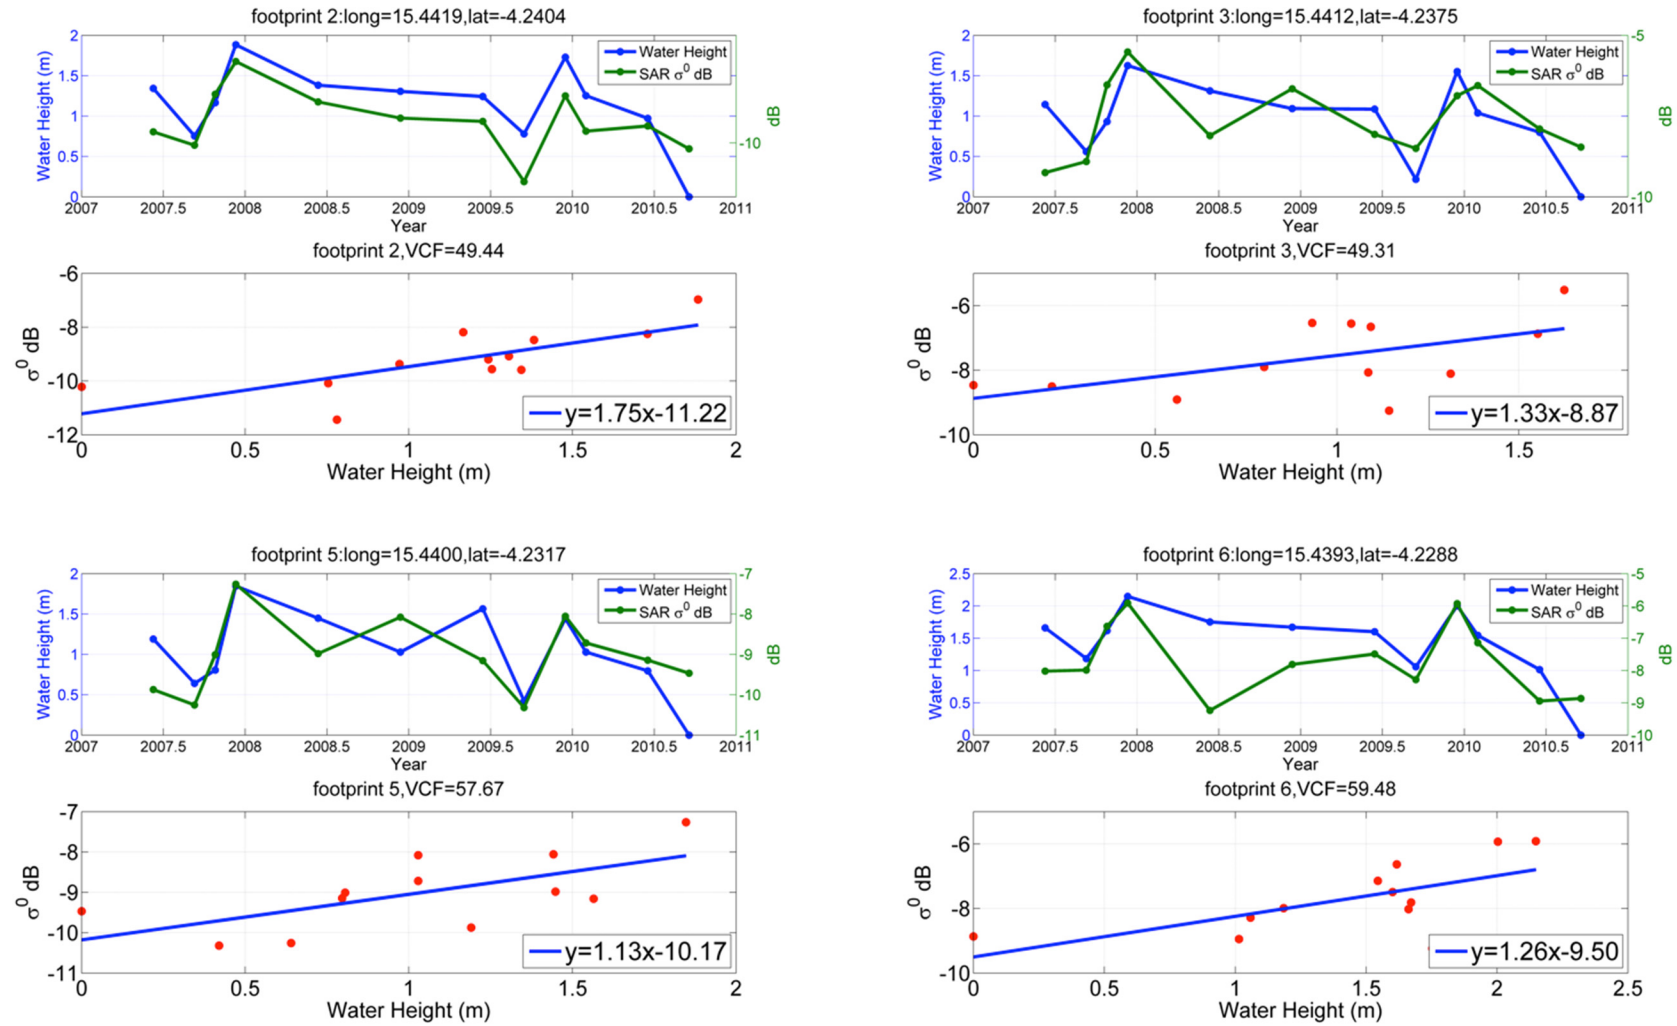 footprint 2:long=15.4419,lat=-4.2404
Water Height (m)
2
1.5
1
0.5
0
Water Height
SAR σ⁰ dB
dB
-10
2007 2007.5 2008 2008.5 2009 2009.5 2010 2010.5 2011
Year
footprint 2,VCF=49.44
σ⁰ dB
-6
-8
-10
-12
y=1.75x-11.22
0 0.5 1 1.5 2
Water Height (m)
footprint 3:long=15.4412,lat=-4.2375
Water Height (m)
2
1.5
1
0.5
0
Water Height
SAR σ⁰ dB
-5
dB
-10
2007 2007.5 2008 2008.5 2009 2009.5 2010 2010.5 2011
Year
footprint 3,VCF=49.31
σ⁰ dB
-6
-8
-10
y=1.33x-8.87
0 0.5 1 1.5
Water Height (m)
footprint 5:long=15.4400,lat=-4.2317
Water Height (m)
2
1.5
1
0.5
0
Water Height
SAR σ⁰ dB
-7
-8
-9
-10
-11
dB
2007 2007.5 2008 2008.5 2009 2009.5 2010 2010.5 2011
Year
footprint 5,VCF=57.67
σ⁰ dB
-7
-8
-9
-10
-11
y=1.13x-10.17
0 0.5 1 1.5 2
Water Height (m)
footprint 6:long=15.4393,lat=-4.2288
Water Height (m)
2.5
2
1.5
1
0.5
0
Water Height
SAR σ⁰ dB
-5
-6
-7
-8
-9
-10
dB
2007 2007.5 2008 2008.5 2009 2009.5 2010 2010.5 2011
Year
footprint 6,VCF=59.48
σ⁰ dB
-6
-8
-10
y=1.26x-9.50
0 0.5 1 1.5 2 2.5
Water Height (m)